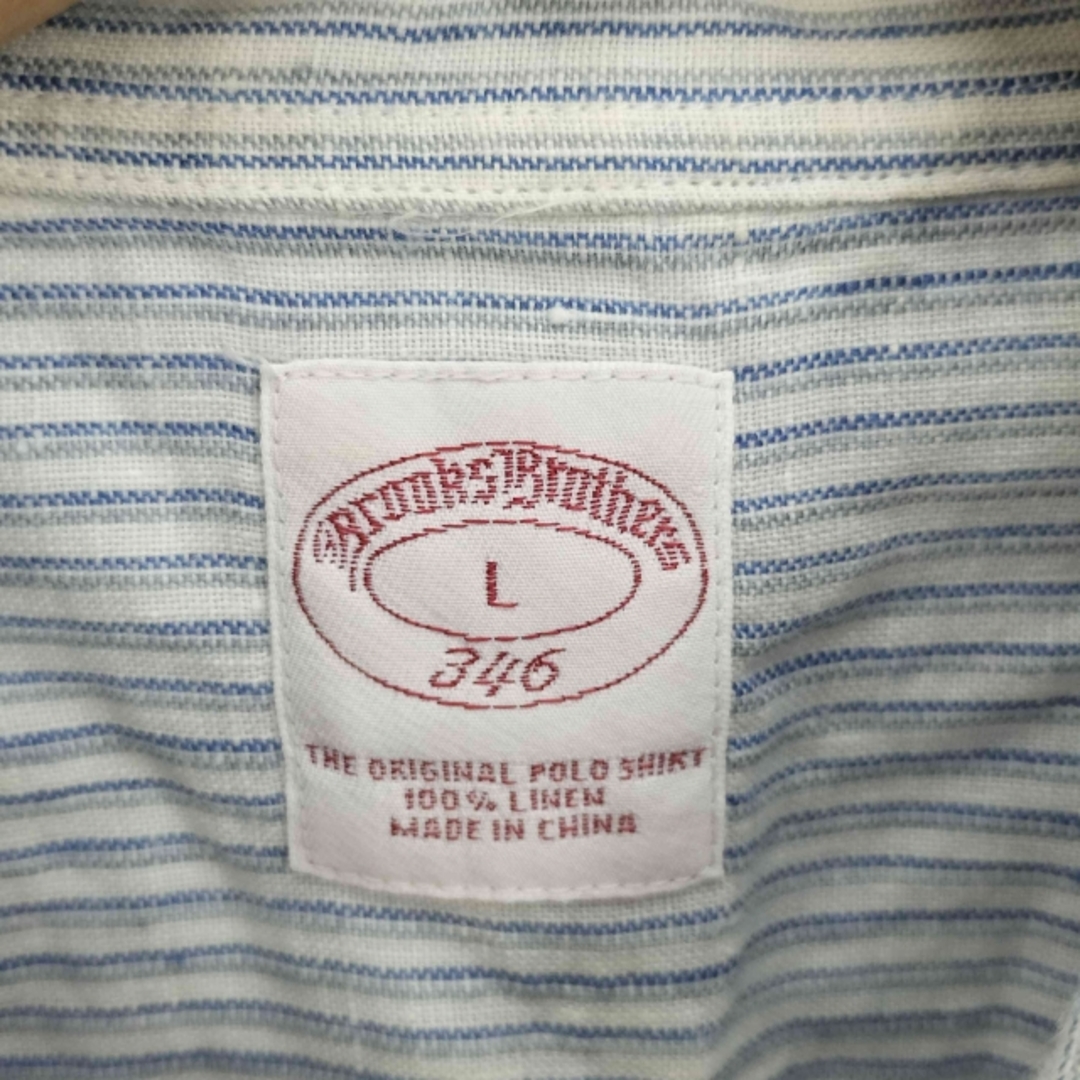 Brooks Brothers
L
346
THE ORIGINAL POLO SHIRT
100% LINEN
MADE IN CHINA